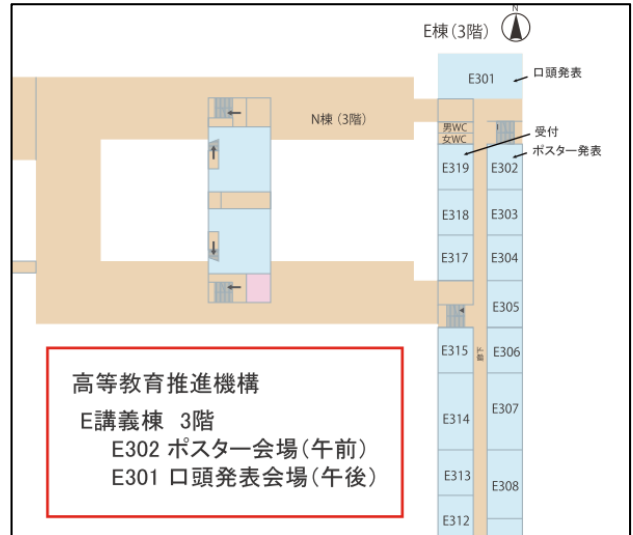 N
E棟(3階)
E301
口頭発表
N棟(3階)
男WC
女WC
受付
ポスター発表
E319
E302
E318
E303
E317
E304
E305
E315
E306
廊下
E314
E307
E313
E308
E312
高等教育推進機構
E講義棟 3階
E302 ポスター会場(午前)
E301 口頭発表会場(午後)